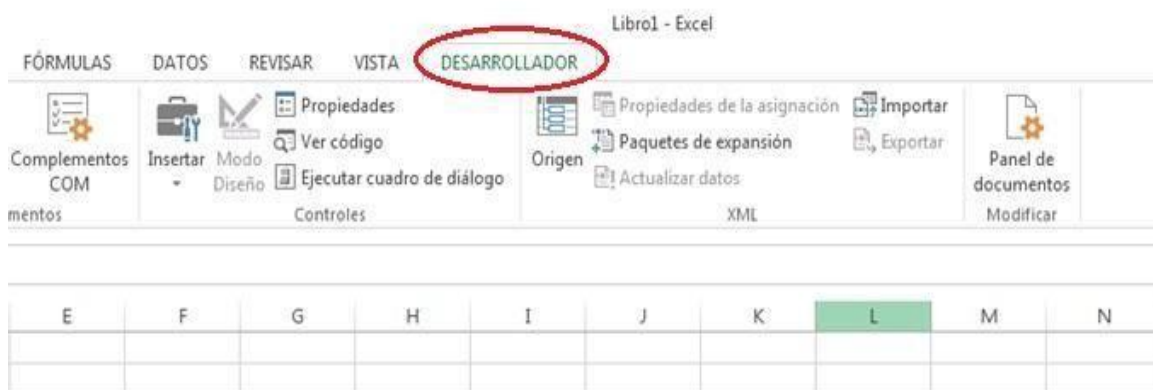 Libro1 - Excel
FÓRMULAS DATOS REVISAR VISTA DESARROLLADOR
Complementos COM
Insertar
Modo Diseño
Propiedades
Ver código
Ejecutar cuadro de diálogo
Origen
Propiedades de la asignación
Paquetes de expansión
Actualizar datos
Importar
Exportar
Panel de documentos
mentos Controles XML Modificar
E F G H I J K L M N